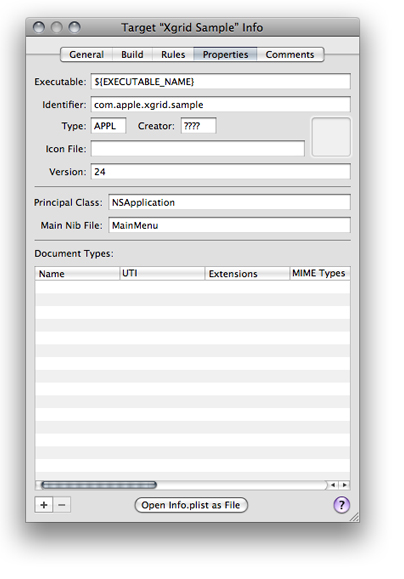 Target “Xgrid Sample” Info
General Build Rules Properties Comments
Executable: ${EXECUTABLE_NAME}
Identifier: com.apple.xgrid.sample
Type: APPL Creator: ????
Icon File:
Version: 24
Principal Class: NSApplication
Main Nib File: MainMenu
Document Types:
Name UTI Extensions MIME Types
+ − Open Info.plist as File ?